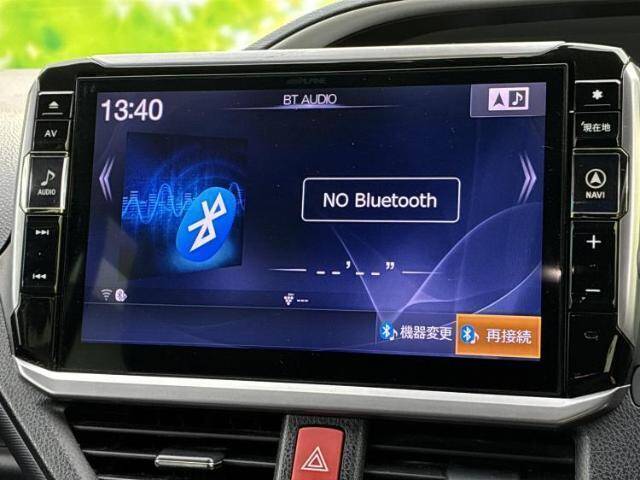 ALPINE
13:40
BT AUDIO
AV
AUDIO
NO Bluetooth
--'--"
---
機器変更
再接続
現在地
NAVI